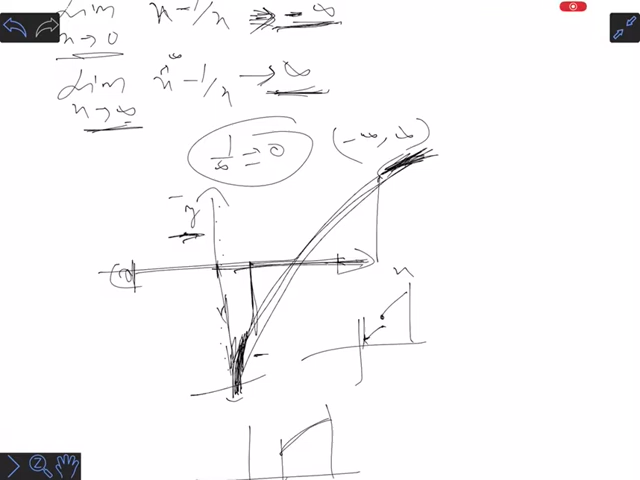 Lim x - 1/x ⇒ - ∞
x → 0
Lim x - 1/x → ∞
x → ∞
1/∞ = 0
(-∞, ∞)
y
x